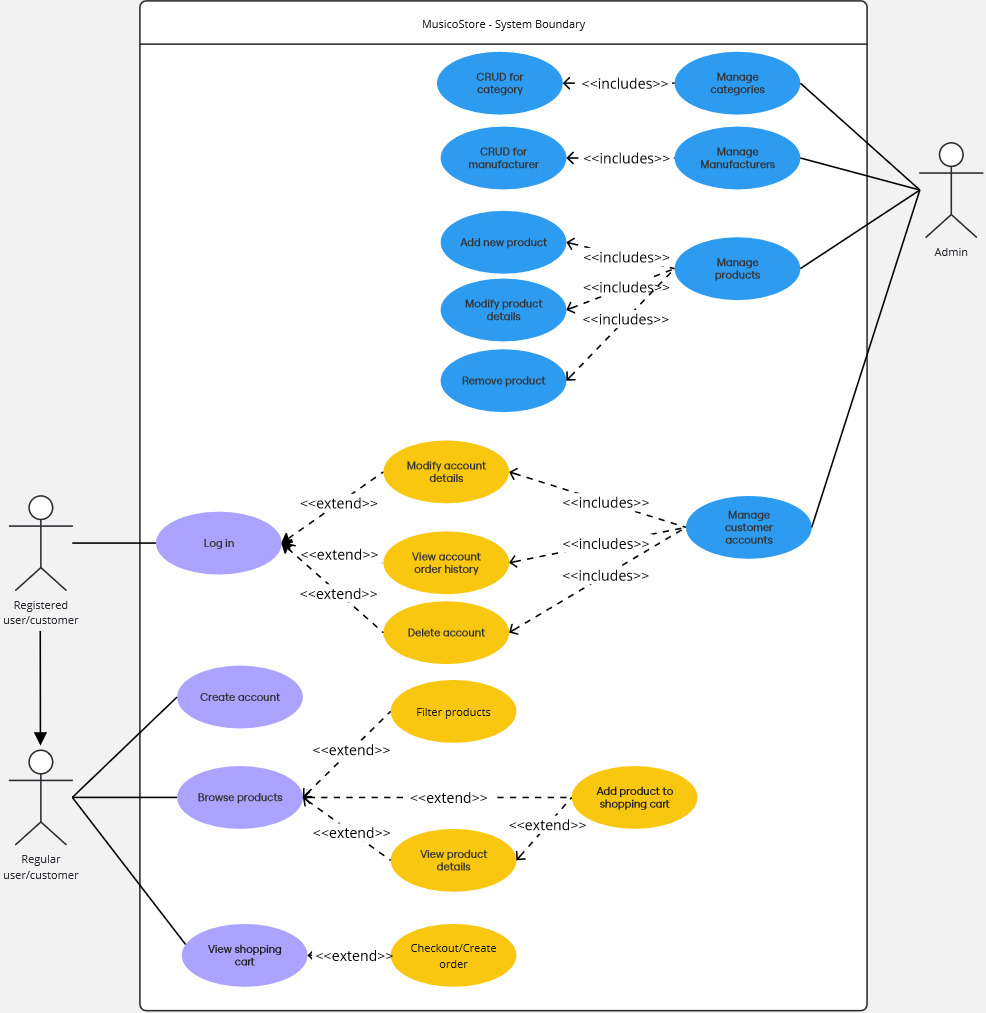 MusicoStore - System Boundary
CRUD for
category
<<includes>>
Manage
categories
CRUD for
manufacturer
<<includes>>
Manage
Manufacturers
Admin
Add new product
<<includes>>
Manage
products
<<includes>>
Modify product
details
<<includes>>
Remove product
Modify account
details
<<extend>>
<<includes>>
Manage
customer
accounts
Log in
<<includes>>
<<extend>>
View account
order history
<<includes>>
<<extend>>
Registered
user/customer
Delete account
Create account
Filter products
<<extend>>
Browse products
<<extend>>
Add product to
shopping cart
<<extend>>
<<extend>>
View product
details
Regular
user/customer
View shopping
cart
<<extend>>
Checkout/Create
order